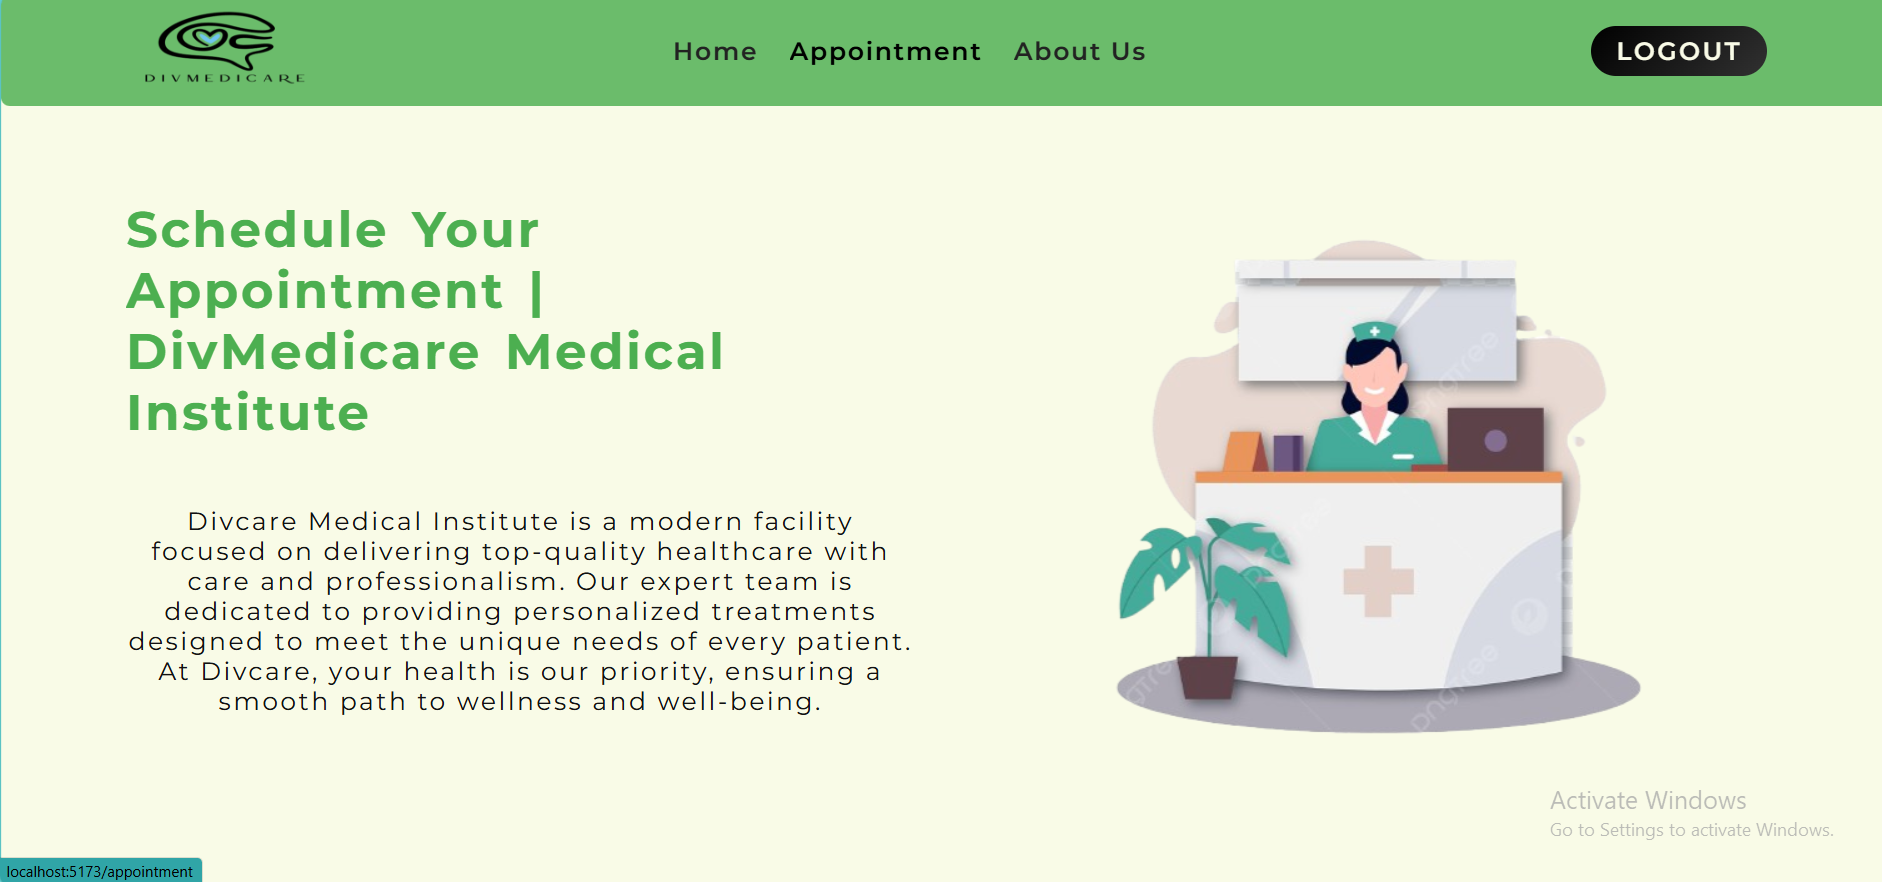 DIVMEDICARE
Home Appointment About Us
LOGOUT
Schedule Your
Appointment |
DivMedicare Medical
Institute
Divcare Medical Institute is a modern facility
focused on delivering top-quality healthcare with
care and professionalism. Our expert team is
dedicated to providing personalized treatments
designed to meet the unique needs of every patient.
At Divcare, your health is our priority, ensuring a
smooth path to wellness and well-being.
pngtree
pngtree
Activate Windows
Go to Settings to activate Windows.
localhost:5173/appointment